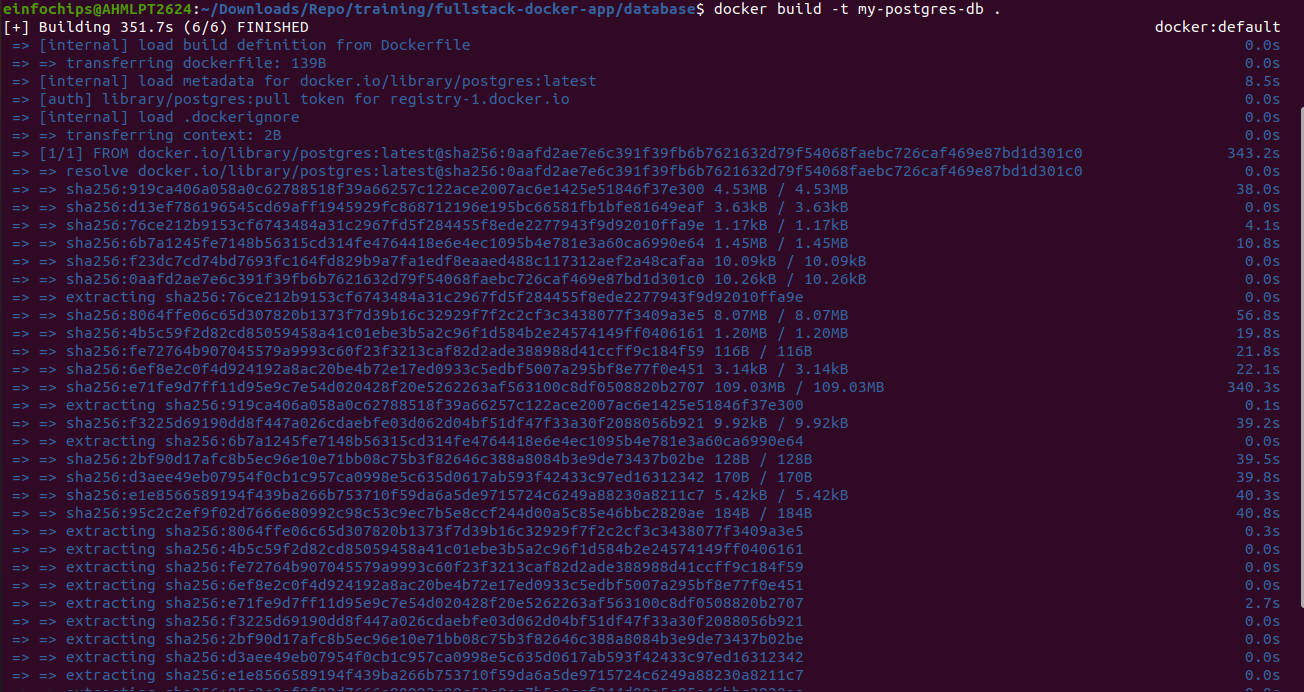 einfochips@AHMLPT2624:~/Downloads/Repo/training/fullstack-docker-app/database$ docker build -t my-postgres-db .
[+] Building 351.7s (6/6) FINISHED docker:default
=> [internal] load build definition from Dockerfile 0.0s
=> => transferring dockerfile: 139B 0.0s
=> [internal] load metadata for docker.io/library/postgres:latest 8.5s
=> [auth] library/postgres:pull token for registry-1.docker.io 0.0s
=> [internal] load .dockerignore 0.0s
=> => transferring context: 2B 0.0s
=> [1/1] FROM docker.io/library/postgres:latest@sha256:0aafd2ae7e6c391f39fb6b7621632d79f54068faebc726caf469e87bd1d301c0 343.2s
=> => resolve docker.io/library/postgres:latest@sha256:0aafd2ae7e6c391f39fb6b7621632d79f54068faebc726caf469e87bd1d301c0 0.0s
=> => sha256:919ca406a058a0c62788518f39a66257c122ace2007ac6e1425e51846f37e300 4.53MB / 4.53MB 38.0s
=> => sha256:d13ef786196545cd69aff1945929fc868712196e195bc66581fb1bfe81649eaf 3.63kB / 3.63kB 0.0s
=> => sha256:76ce212b9153cf6743484a31c2967fd5f284455f8ede2277943f9d92010ffa9e 1.17kB / 1.17kB 4.1s
=> => sha256:6b7a1245fe7148b56315cd314fe4764418e6e4ec1095b4e781e3a60ca6990e64 1.45MB / 1.45MB 10.8s
=> => sha256:f23dc7cd74bd7693fc164fd829b9a7fa1edf8eaaed488c117312aef2a48cafaa 10.09kB / 10.09kB 0.0s
=> => sha256:0aafd2ae7e6c391f39fb6b7621632d79f54068faebc726caf469e87bd1d301c0 10.26kB / 10.26kB 0.0s
=> => extracting sha256:76ce212b9153cf6743484a31c2967fd5f284455f8ede2277943f9d92010ffa9e 0.0s
=> => sha256:8064ffe06c65d307820b1373f7d39b16c32929f7f2c2cf3c3438077f3409a3e5 8.07MB / 8.07MB 56.8s
=> => sha256:4b5c59f2d82cd85059458a41c01ebe3b5a2c96f1d584b2e24574149ff0406161 1.20MB / 1.20MB 19.8s
=> => sha256:fe72764b907045579a9993c60f23f3213caf82d2ade388988d41ccff9c184f59 116B / 116B 21.8s
=> => sha256:6ef8e2c0f4d924192a8ac20be4b72e17ed0933c5edbf5007a295bf8e77f0e451 3.14kB / 3.14kB 22.1s
=> => sha256:e71fe9d7ff11d95e9c7e54d020428f20e5262263af563100c8df0508820b2707 109.03MB / 109.03MB 340.3s
=> => extracting sha256:919ca406a058a0c62788518f39a66257c122ace2007ac6e1425e51846f37e300 0.1s
=> => sha256:f3225d69190dd8f447a026cdaebfe03d062d04bf51df47f33a30f2088056b921 9.92kB / 9.92kB 39.2s
=> => extracting sha256:6b7a1245fe7148b56315cd314fe4764418e6e4ec1095b4e781e3a60ca6990e64 0.0s
=> => sha256:2bf90d17afc8b5ec96e10e71bb08c75b3f82646c388a8084b3e9de73437b02be 128B / 128B 39.5s
=> => sha256:d3aee49eb07954f0cb1c957ca0998e5c635d0617ab593f42433c97ed16312342 170B / 170B 39.8s
=> => sha256:e1e8566589194f439ba266b753710f59da6a5de9715724c6249a88230a8211c7 5.42kB / 5.42kB 40.3s
=> => sha256:95c2c2ef9f02d7666e80992c98c53c9ec7b5e8ccf244d00a5c85e46bbc2820ae 184B / 184B 40.8s
=> => extracting sha256:8064ffe06c65d307820b1373f7d39b16c32929f7f2c2cf3c3438077f3409a3e5 0.3s
=> => extracting sha256:4b5c59f2d82cd85059458a41c01ebe3b5a2c96f1d584b2e24574149ff0406161 0.0s
=> => extracting sha256:fe72764b907045579a9993c60f23f3213caf82d2ade388988d41ccff9c184f59 0.0s
=> => extracting sha256:6ef8e2c0f4d924192a8ac20be4b72e17ed0933c5edbf5007a295bf8e77f0e451 0.0s
=> => extracting sha256:e71fe9d7ff11d95e9c7e54d020428f20e5262263af563100c8df0508820b2707 2.7s
=> => extracting sha256:f3225d69190dd8f447a026cdaebfe03d062d04bf51df47f33a30f2088056b921 0.0s
=> => extracting sha256:2bf90d17afc8b5ec96e10e71bb08c75b3f82646c388a8084b3e9de73437b02be 0.0s
=> => extracting sha256:d3aee49eb07954f0cb1c957ca0998e5c635d0617ab593f42433c97ed16312342 0.0s
=> => extracting sha256:e1e8566589194f439ba266b753710f59da6a5de9715724c6249a88230a8211c7 0.0s